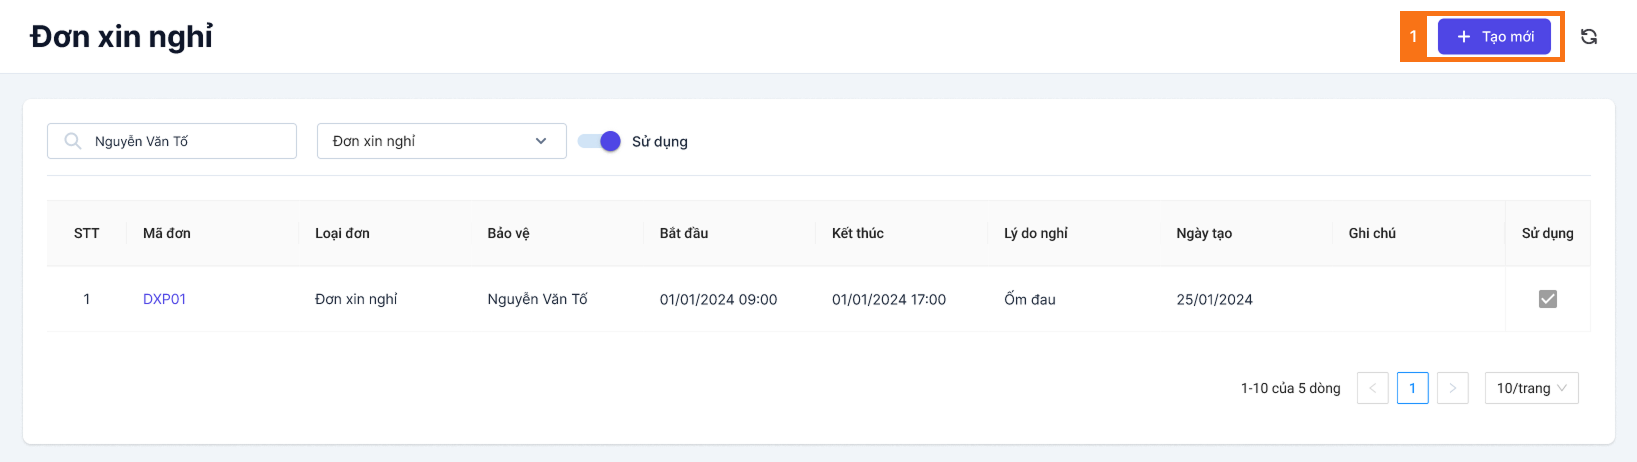 Đơn xin nghỉ
1
Tạo mới
Nguyễn Văn Tố
Đơn xin nghỉ
Sử dụng
STT Mã đơn Loại đơn Bảo vệ Bắt đầu Kết thúc Lý do nghỉ Ngày tạo Ghi chú Sử dụng
1 DXP01 Đơn xin nghỉ Nguyễn Văn Tố 01/01/2024 09:00 01/01/2024 17:00 Ốm đau 25/01/2024
1-10 của 5 dòng 1 10/trang